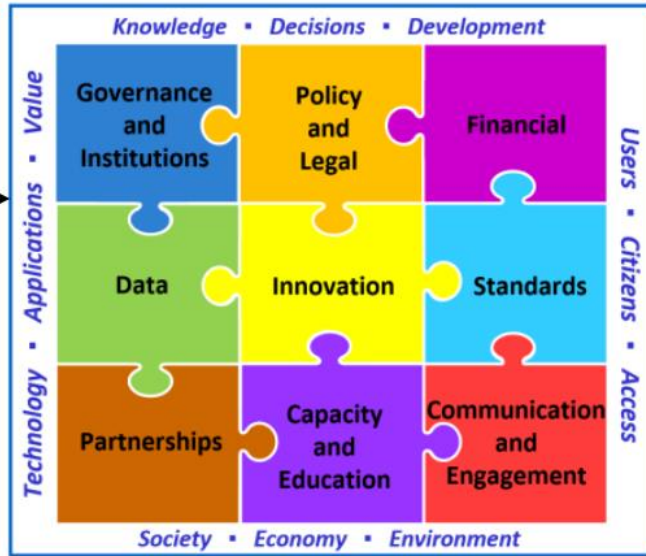 Knowledge ▪ Decisions ▪ Development
Technology ▪ Applications ▪ Value
Governance
and
Institutions
Policy
and
Legal
Financial
Data
Innovation
Standards
Partnerships
Capacity
and
Education
Communication
and
Engagement
Users ▪ Citizens ▪ Access
Society ▪ Economy ▪ Environment